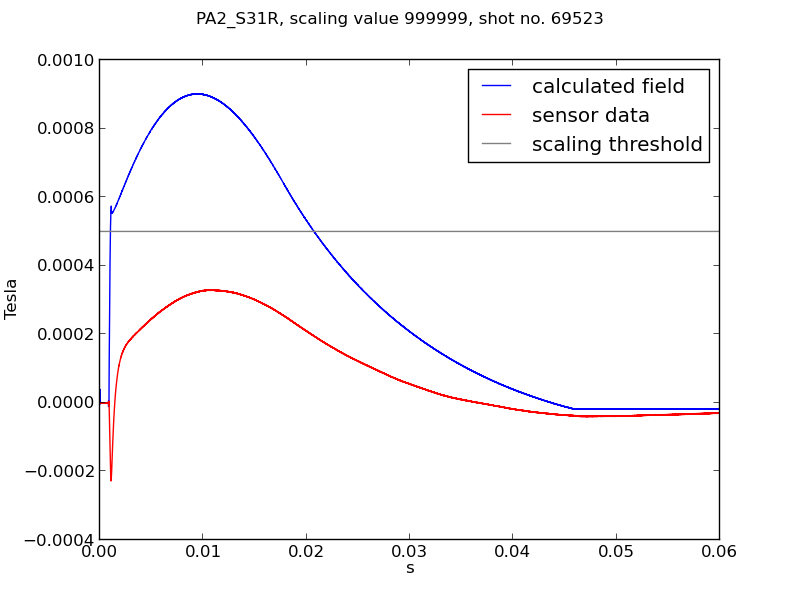 PA2_S31R, scaling value 999999, shot no. 69523
0.0010
0.0008
0.0006
0.0004
0.0002
0.0000
−0.0002
−0.0004
Tesla
calculated field
sensor data
scaling threshold
0.00 0.01 0.02 0.03 0.04 0.05 0.06
s